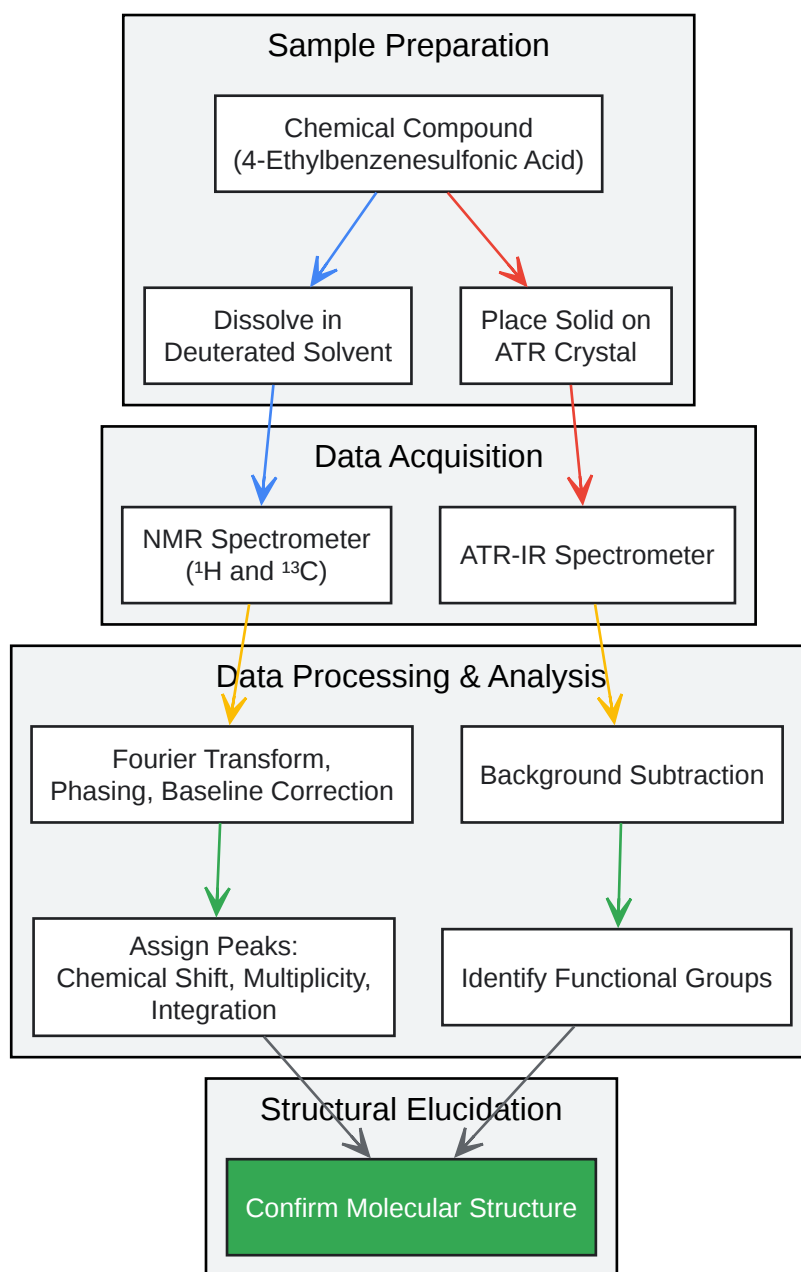 Sample Preparation
Chemical Compound
(4-Ethylbenzenesulfonic Acid)
Dissolve in
Deuterated Solvent
Place Solid on
ATR Crystal
Data Acquisition
NMR Spectrometer
(¹H and ¹³C)
ATR-IR Spectrometer
Data Processing & Analysis
Fourier Transform,
Phasing, Baseline Correction
Background Subtraction
Assign Peaks:
Chemical Shift, Multiplicity,
Integration
Identify Functional Groups
Structural Elucidation
Confirm Molecular Structure